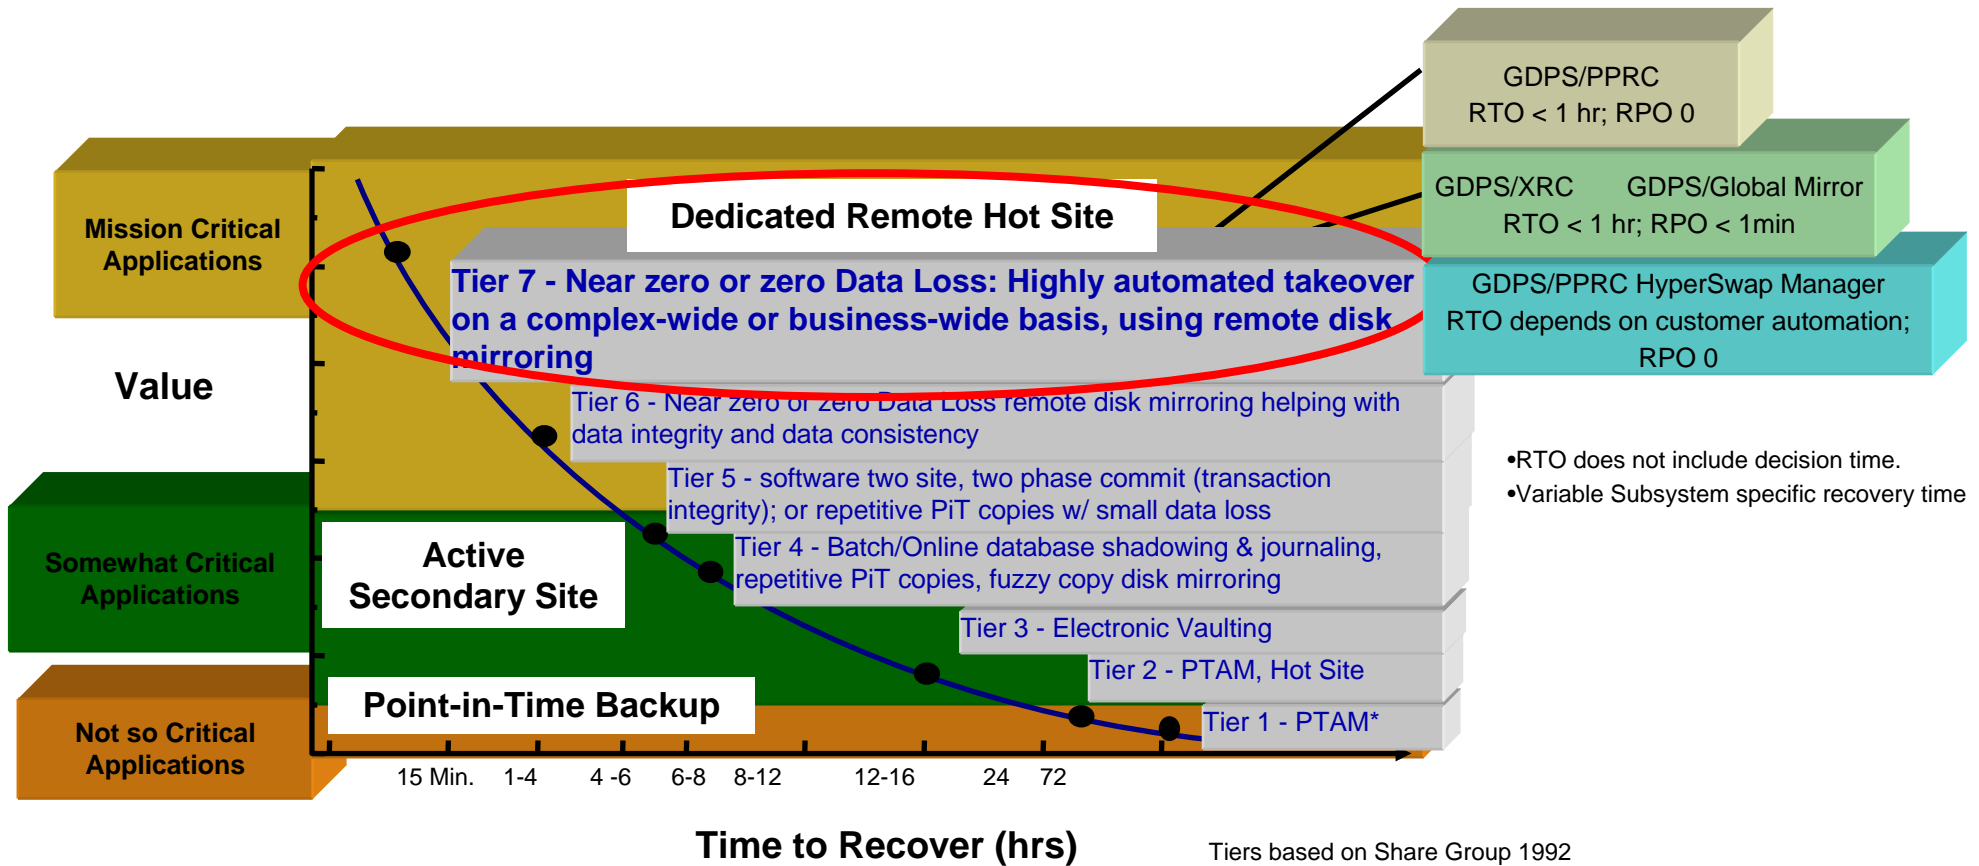 GDPS/PPRC
RTO < 1 hr; RPO 0
GDPS/XRC GDPS/Global Mirror
RTO < 1 hr; RPO < 1min
GDPS/PPRC HyperSwap Manager
RTO depends on customer automation;
RPO 0
Mission Critical
Applications
Dedicated Remote Hot Site
Tier 7 - Near zero or zero Data Loss: Highly automated takeover
on a complex-wide or business-wide basis, using remote disk
mirroring
Value
Tier 6 - Near zero or zero Data Loss remote disk mirroring helping with
data integrity and data consistency
•RTO does not include decision time.
•Variable Subsystem specific recovery time
Tier 5 - software two site, two phase commit (transaction
integrity); or repetitive PiT copies w/ small data loss
Somewhat Critical
Applications
Active
Secondary Site
Tier 4 - Batch/Online database shadowing & journaling,
repetitive PiT copies, fuzzy copy disk mirroring
Tier 3 - Electronic Vaulting
Tier 2 - PTAM, Hot Site
Point-in-Time Backup
Tier 1 - PTAM*
Not so Critical
Applications
15 Min. 1-4 4 -6 6-8 8-12 12-16 24 72
Time to Recover (hrs)
Tiers based on Share Group 1992